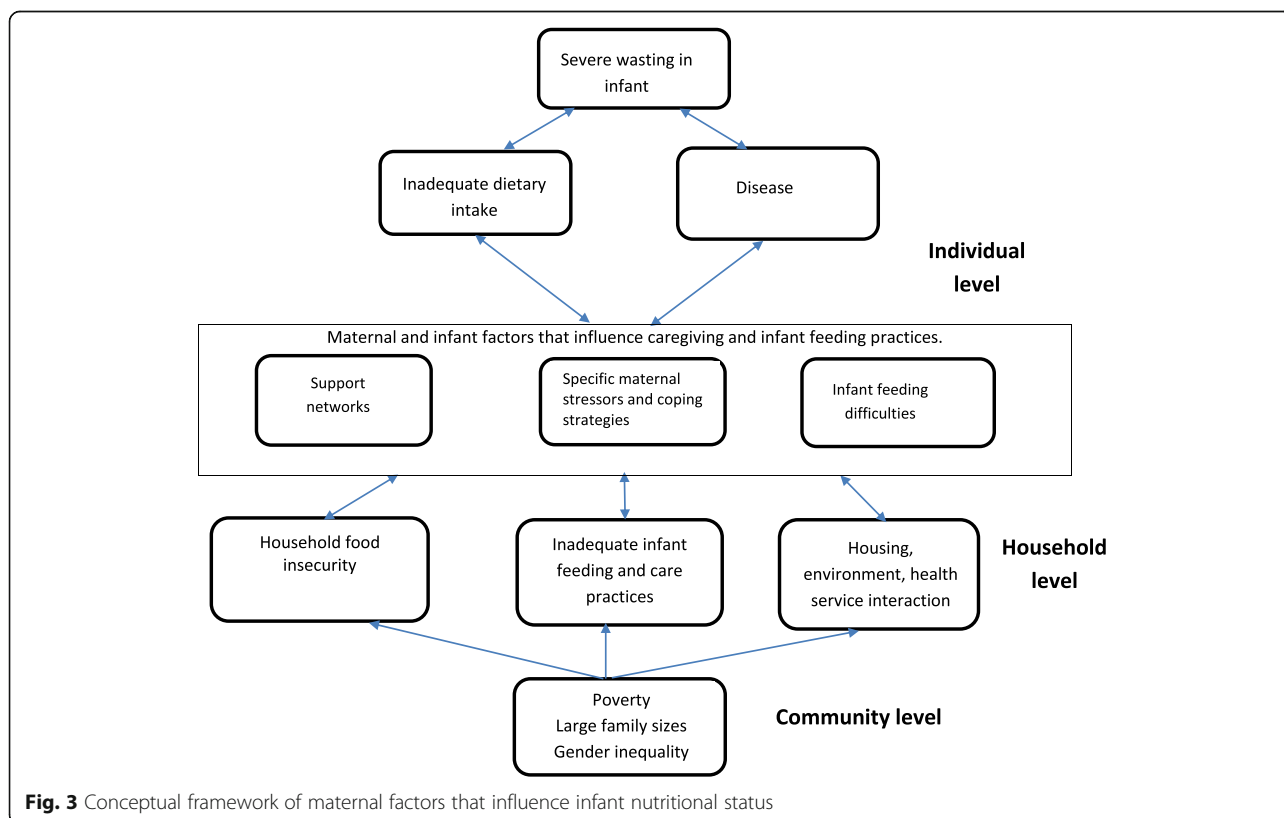 Severe wasting in
infant
Inadequate dietary
intake
Disease
Individual
level
Maternal and infant factors that influence caregiving and infant feeding practices.
Support
networks
Specific maternal
stressors and coping
strategies
Infant feeding
difficulties
Household food
insecurity
Inadequate infant
feeding and care
practices
Housing,
environment, health
service interaction
Household
level
Poverty
Large family sizes
Gender inequality
Community level
Fig. 3 Conceptual framework of maternal factors that influence infant nutritional status